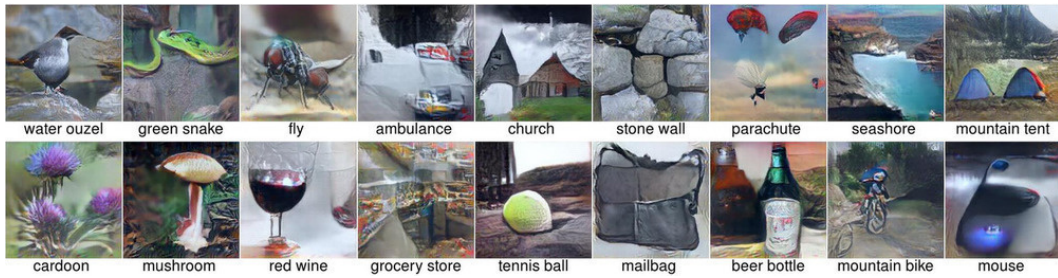 water ouzel green snake fly ambulance church stone wall parachute seashore mountain tent
cardoon mushroom red wine grocery store tennis ball mailbag beer bottle mountain bike mouse